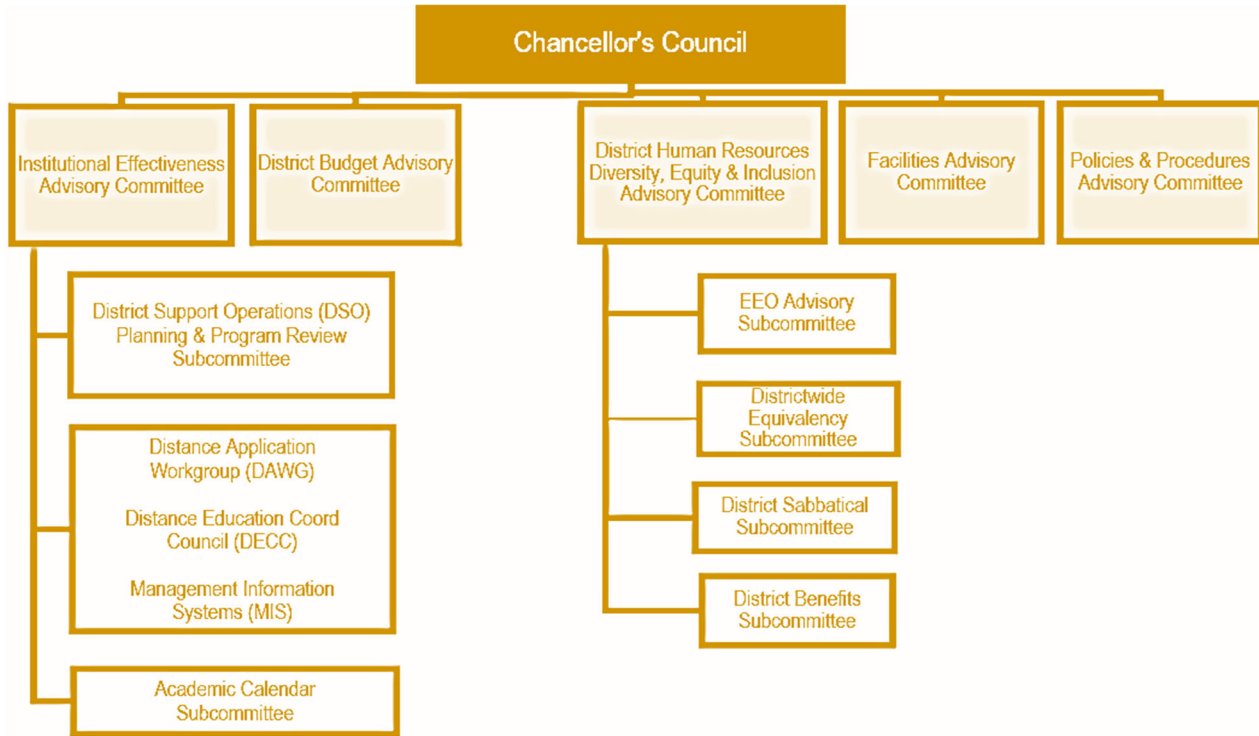 Chancellor's Council
Institutional Effectiveness
Advisory Committee
District Budget Advisory
Committee
District Human Resources
Diversity, Equity & Inclusion
Advisory Committee
Facilities Advisory
Committee
Policies & Procedures
Advisory Committee
District Support Operations (DSO)
Planning & Program Review
Subcommittee
Distance Application
Workgroup (DAWG)
Distance Education Coord
Council (DECC)
Management Information
Systems (MIS)
Academic Calendar
Subcommittee
EEO Advisory
Subcommittee
Districtwide
Equivalency
Subcommittee
District Sabbatical
Subcommittee
District Benefits
Subcommittee